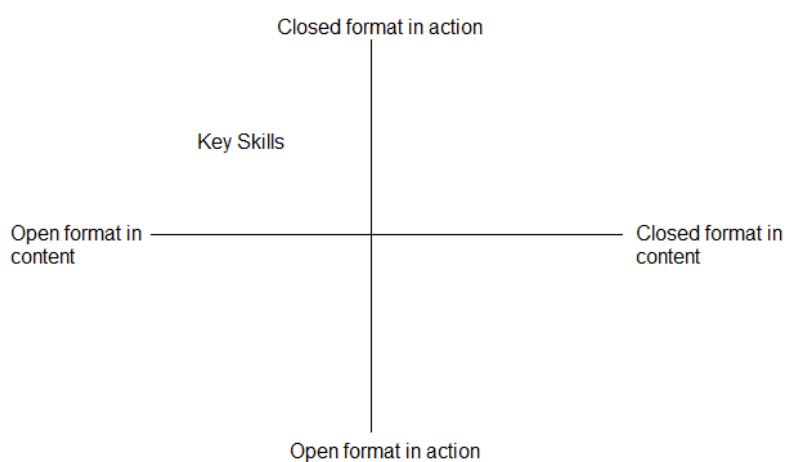 Closed format in action
Key Skills
Open format in
content
Closed format in
content
Open format in action